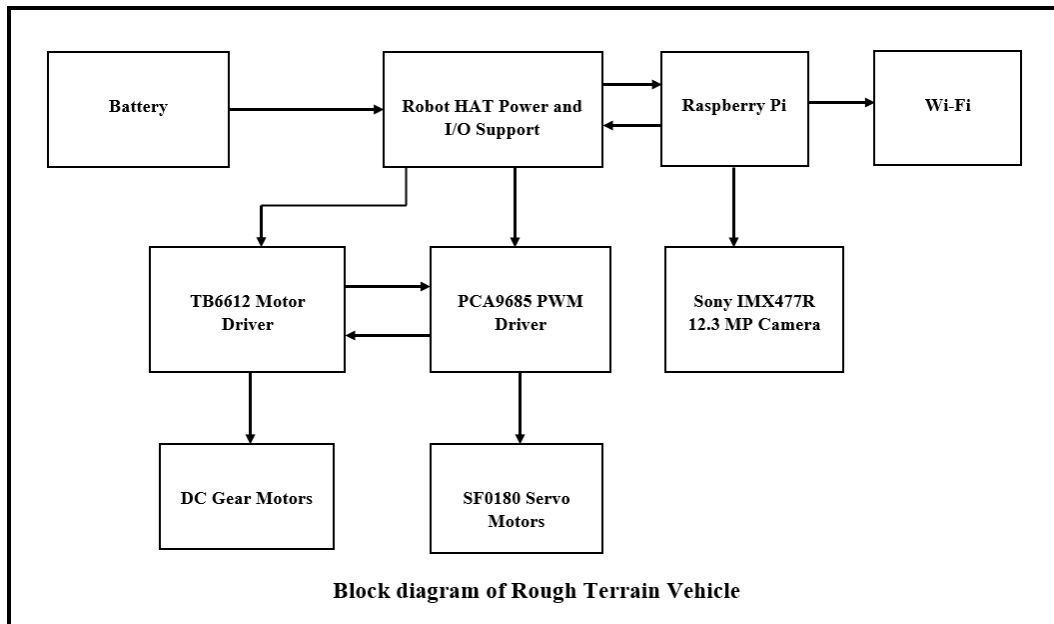 Battery
Robot HAT Power and
I/O Support
Raspberry Pi
Wi-Fi
TB6612 Motor
Driver
PCA9685 PWM
Driver
Sony IMX477R
12.3 MP Camera
DC Gear Motors
SF0180 Servo
Motors
Block diagram of Rough Terrain Vehicle